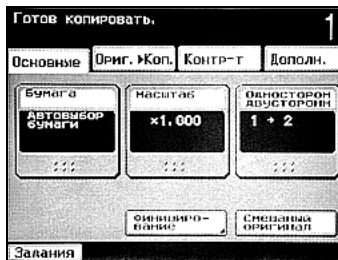 Готов копировать.
1
Основные Ориг.►Коп. Контр-т Дополн.
Бумага Масштаб Односторон
двусторонн
Автовыбор
бумаги
×1,000
1 → 2
Финиширо-
вание
Смешаный
оригинал
Задания